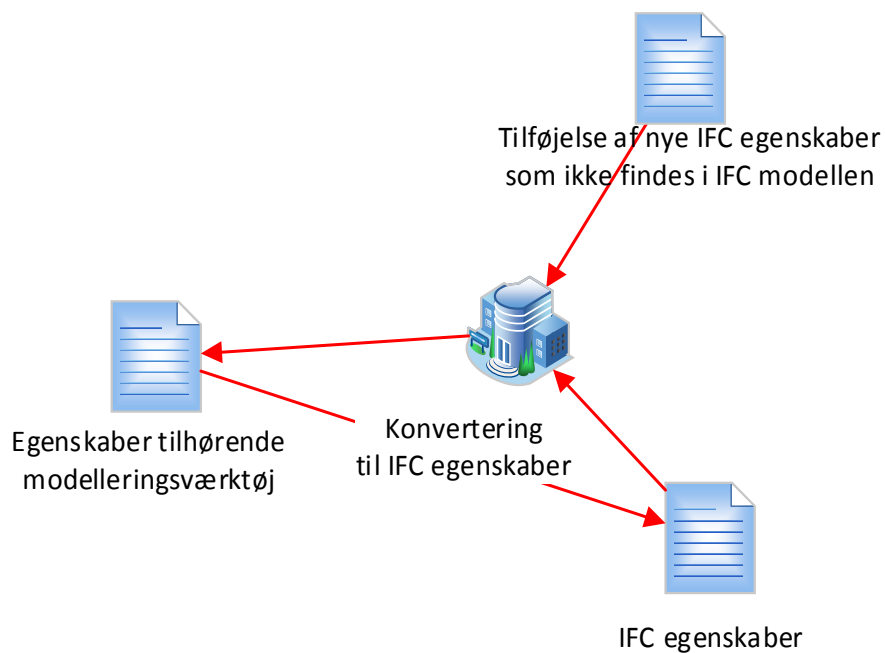 Tilføjelse af nye IFC egenskaber
som ikke findes i IFC modellen
Egenskaber tilhørende
modelleringsværktøj
Konvertering
til IFC egenskaber
IFC egenskaber